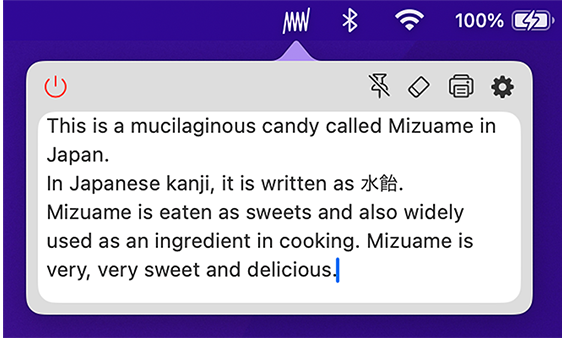 100%
This is a mucilaginous candy called Mizuame in
Japan.
In Japanese kanji, it is written as 水飴.
Mizuame is eaten as sweets and also widely
used as an ingredient in cooking. Mizuame is
very, very sweet and delicious.